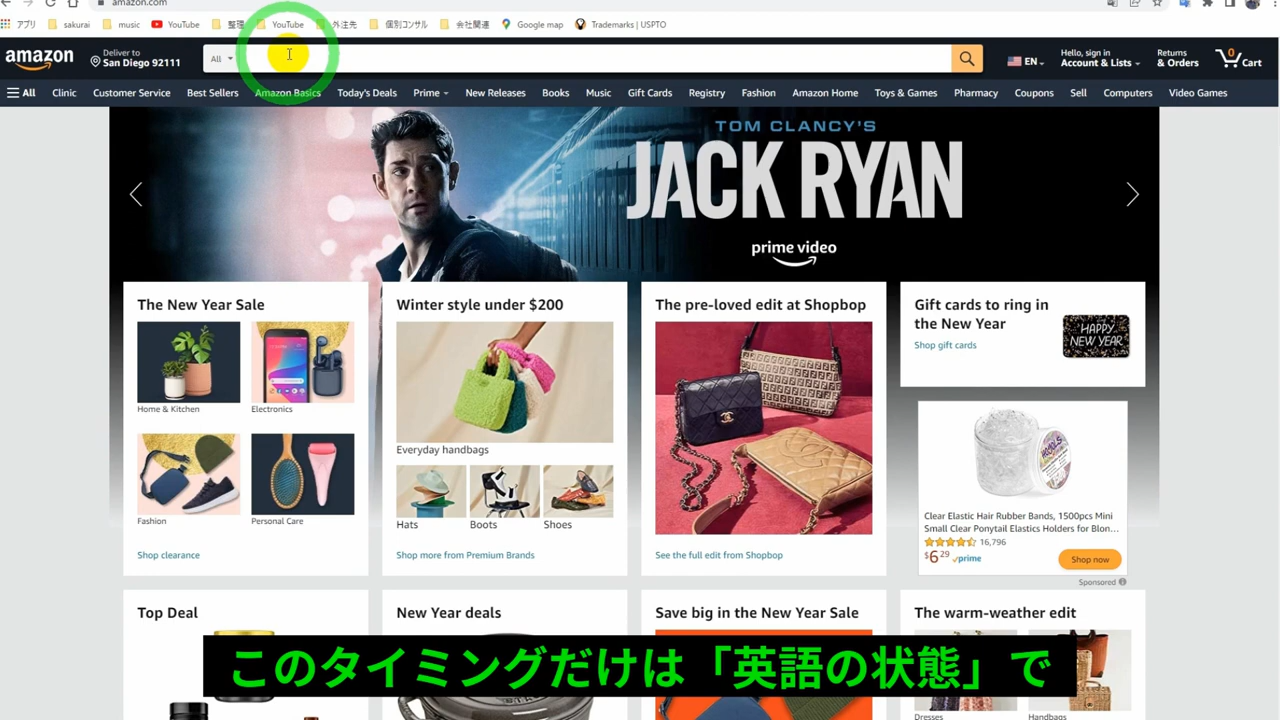 amazon.com
アプリ sakurai music YouTube 整理 YouTube 外注先 個別コンサル 会社関連 Google map Trademarks | USPTO
amazon
Deliver to
San Diego 92111
All
EN
Hello, sign in
Account & Lists
Returns
& Orders
0
Cart
All Clinic Customer Service Best Sellers Amazon Basics Today's Deals Prime New Releases Books Music Gift Cards Registry Fashion Amazon Home Toys & Games Pharmacy Coupons Sell Computers Video Games
TOM CLANCY'S
JACK RYAN
prime video
The New Year Sale
Home & Kitchen
Electronics
Fashion
Personal Care
Shop clearance
Winter style under $200
Everyday handbags
Hats
Boots
Shoes
Shop more from Premium Brands
The pre-loved edit at Shopbop
See the full edit from Shopbop
Gift cards to ring in
the New Year
Shop gift cards
HAPPY
NEW YEAR
Clear Elastic Hair Rubber Bands, 1500pcs Mini
Small Clear Ponytail Elastics Holders for Blon...
16,796
$6 29 prime
Shop now
Sponsored
Top Deal
New Year deals
Save big in the New Year Sale
The warm-weather edit
Dresses
Handbags
このタイミングだけは「英語の状態」で